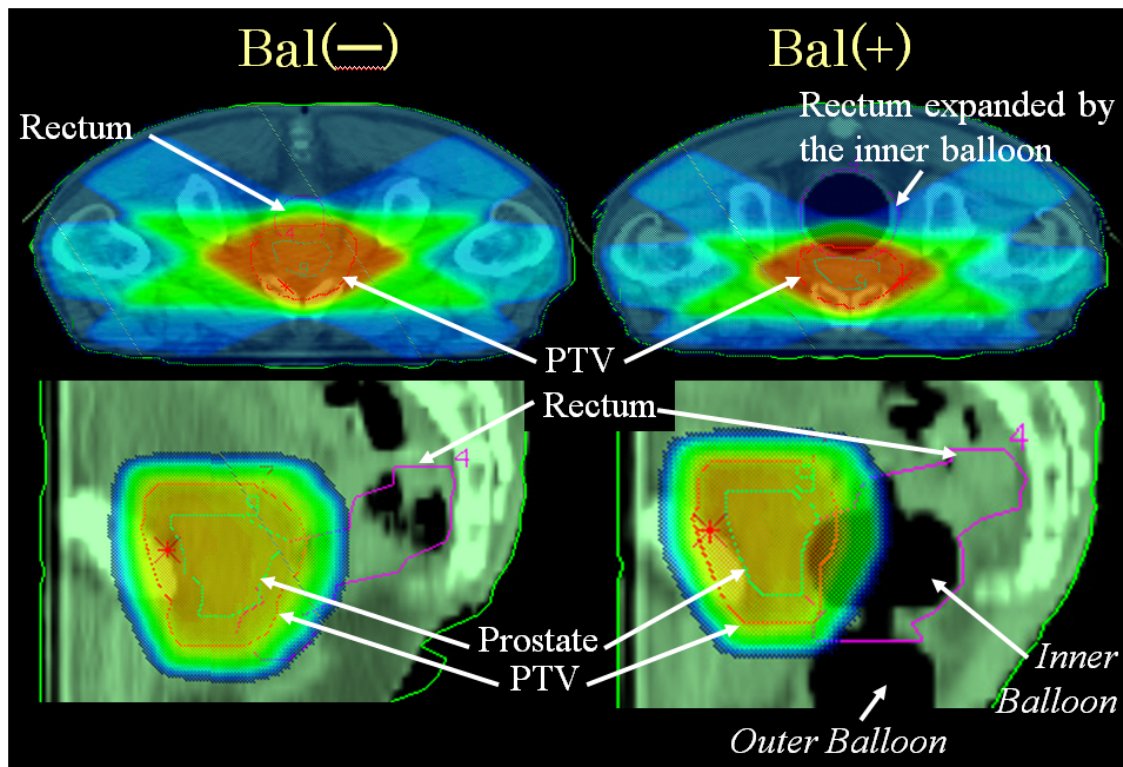 Bal(—)
Bal(+)
Rectum
Rectum expanded by
the inner balloon
4
PTV
Rectum
4
4
Prostate
PTV
Inner
Balloon
Outer Balloon